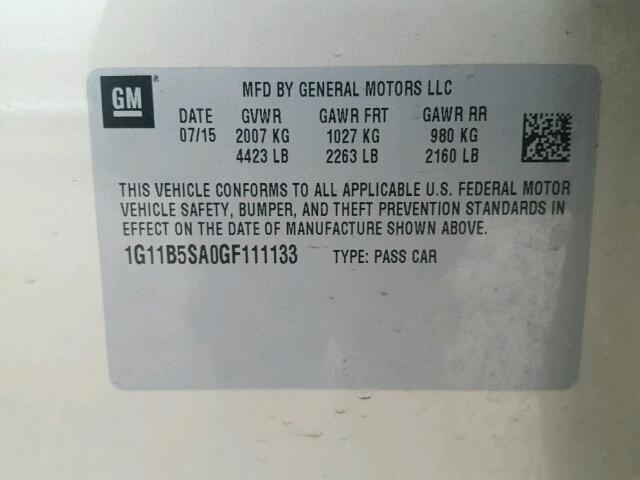 GM ® MFD BY GENERAL MOTORS LLC
DATE GVWR GAWR FRT GAWR RR
07/15 2007 KG 1027 KG 980 KG
4423 LB 2263 LB 2160 LB
THIS VEHICLE CONFORMS TO ALL APPLICABLE U.S. FEDERAL MOTOR
VEHICLE SAFETY, BUMPER, AND THEFT PREVENTION STANDARDS IN
EFFECT ON THE DATE OF MANUFACTURE SHOWN ABOVE.
1G11B5SA0GF111133 TYPE: PASS CAR